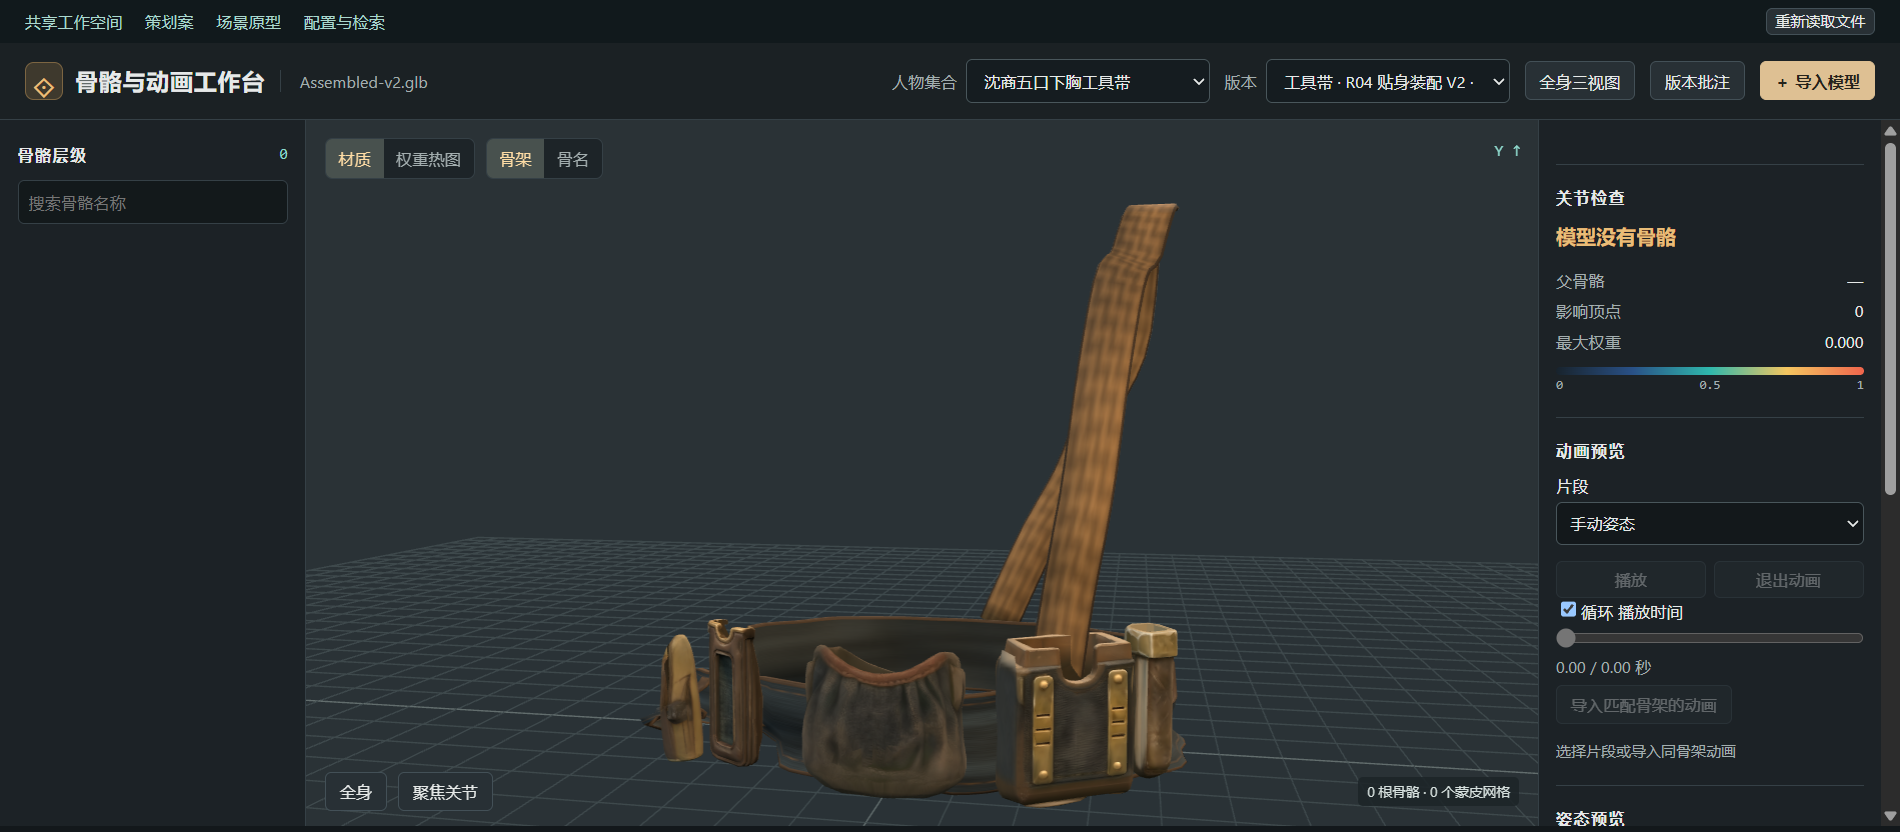 共享工作空间 策划案 场景原型 配置与检索 重新读取文件
骨骼与动画工作台 Assembled-v2.glb 人物集合 沈商五口下胸工具带 版本 工具带 · R04 贴身装配 V2 · 全身三视图 版本批注 + 导入模型
骨骼层级 0
搜索骨骼名称
材质 权重热图 骨架 骨名
Y ↑
关节检查
模型没有骨骼
父骨骼 —
影响顶点 0
最大权重 0.000
0 0.5 1
动画预览
片段
手动姿态
播放 退出动画
循环 播放时间
0.00 / 0.00 秒
导入匹配骨架的动画
选择片段或导入同骨架动画
姿态预览
全身 聚焦关节
0 根骨骼 · 0 个蒙皮网格